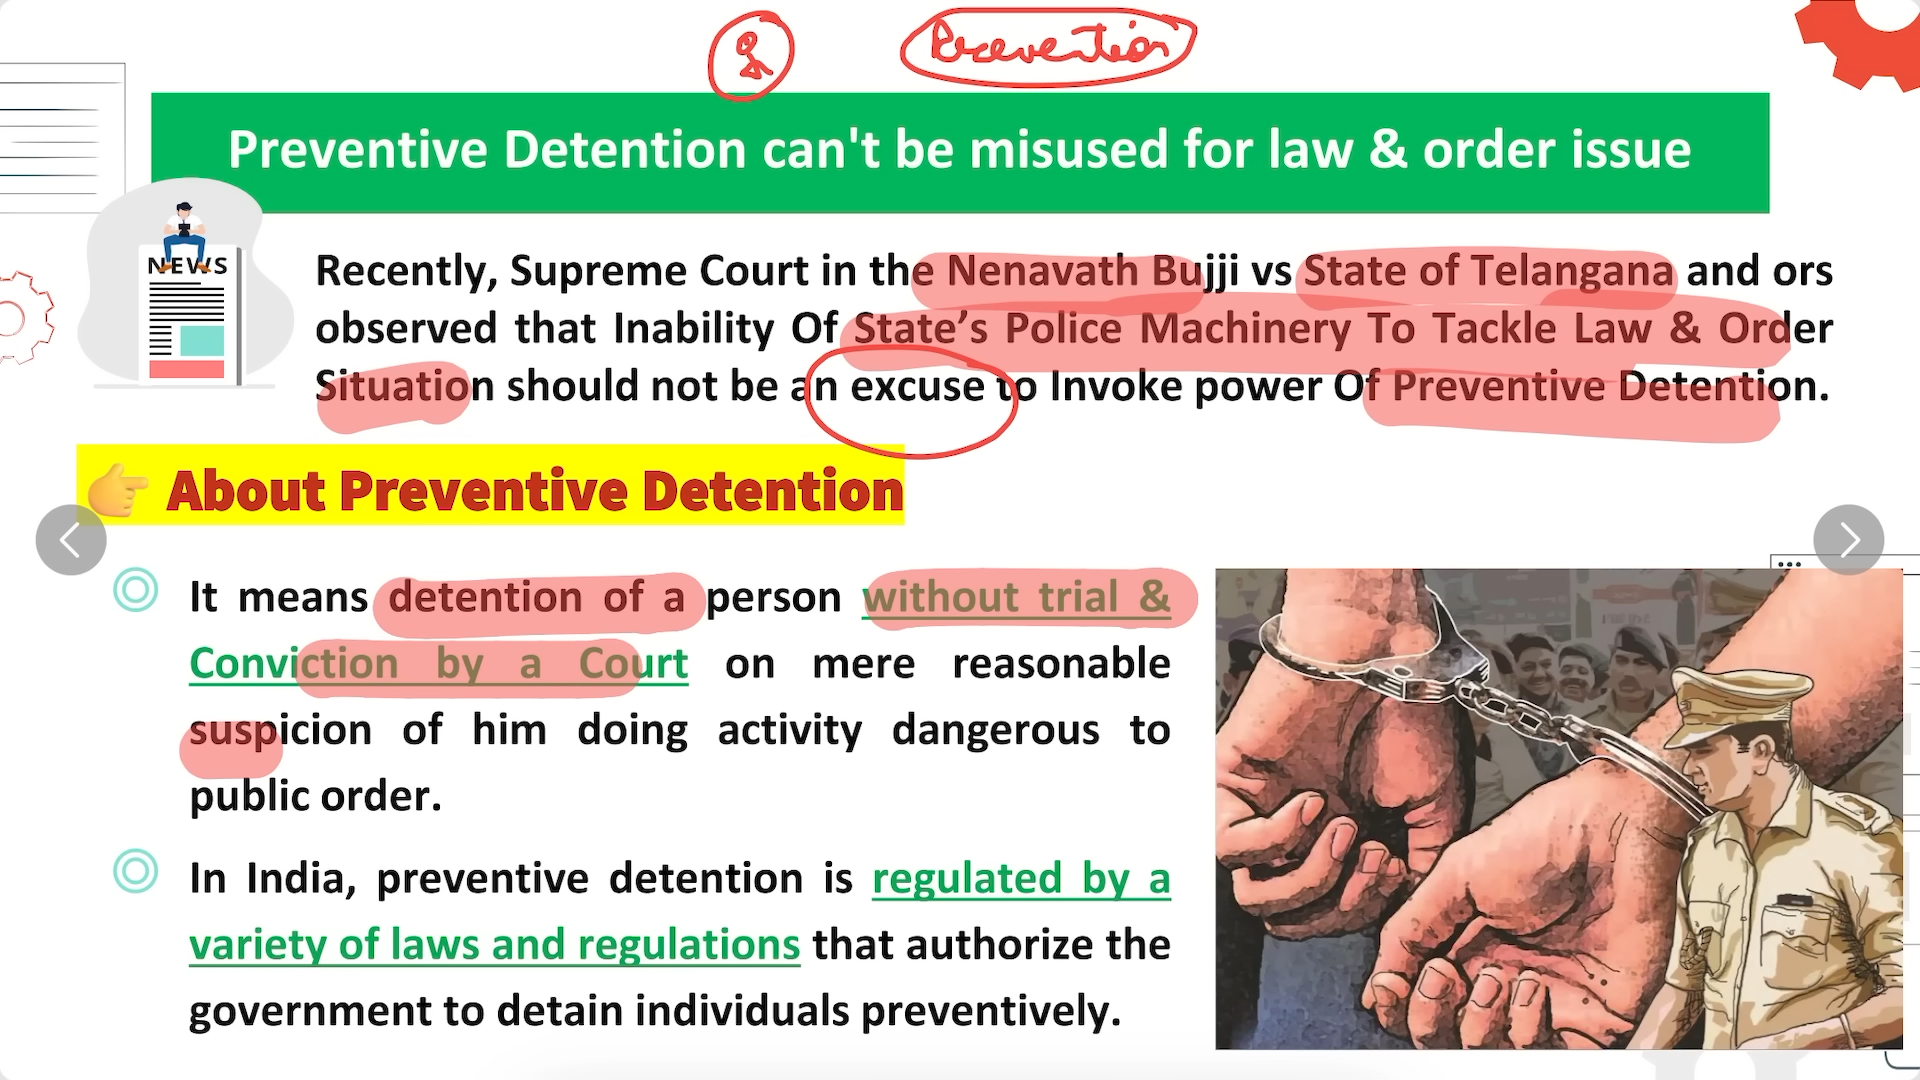 Prevention
Preventive Detention can't be misused for law & order issue
NEWS
Recently, Supreme Court in the Nenavath Bujji vs State of Telangana and ors
observed that Inability Of State’s Police Machinery To Tackle Law & Order
Situation should not be an excuse to Invoke power Of Preventive Detention.
👉 About Preventive Detention
It means detention of a person without trial &
Conviction by a Court on mere reasonable
suspicion of him doing activity dangerous to
public order.
In India, preventive detention is regulated by a
variety of laws and regulations that authorize the
government to detain individuals preventively.